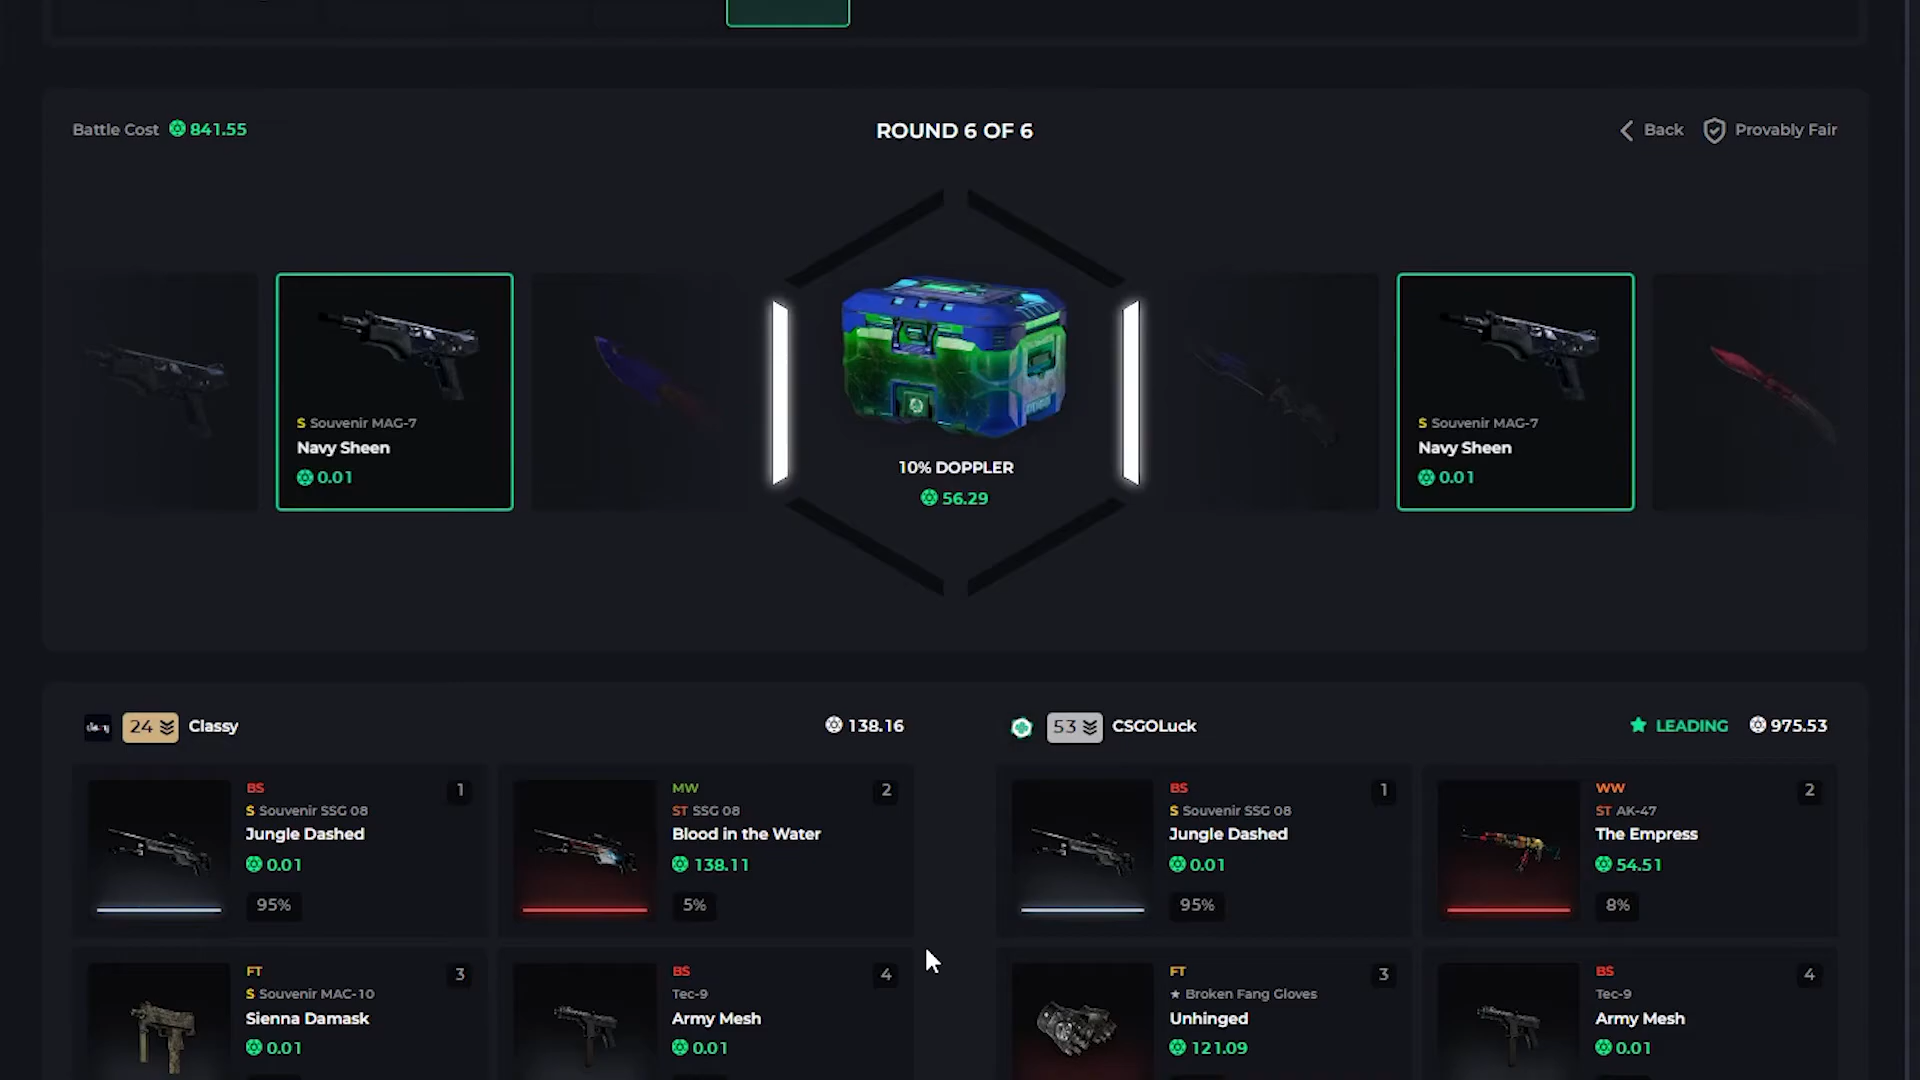 Battle Cost 841.55
ROUND 6 OF 6
Back
Provably Fair
S Souvenir MAG-7
Navy Sheen
0.01
10% DOPPLER
56.29
S Souvenir MAG-7
Navy Sheen
0.01
24 Classy
138.16
BS
1
S Souvenir SSG 08
Jungle Dashed
0.01
95%
MW
2
ST SSG 08
Blood in the Water
138.11
5%
FT
3
S Souvenir MAC-10
Sienna Damask
0.01
BS
4
Tec-9
Army Mesh
0.01
53 CSGOLuck
LEADING 975.53
BS
1
S Souvenir SSG 08
Jungle Dashed
0.01
95%
WW
2
ST AK-47
The Empress
54.51
8%
FT
3
★ Broken Fang Gloves
Unhinged
121.09
BS
4
Tec-9
Army Mesh
0.01